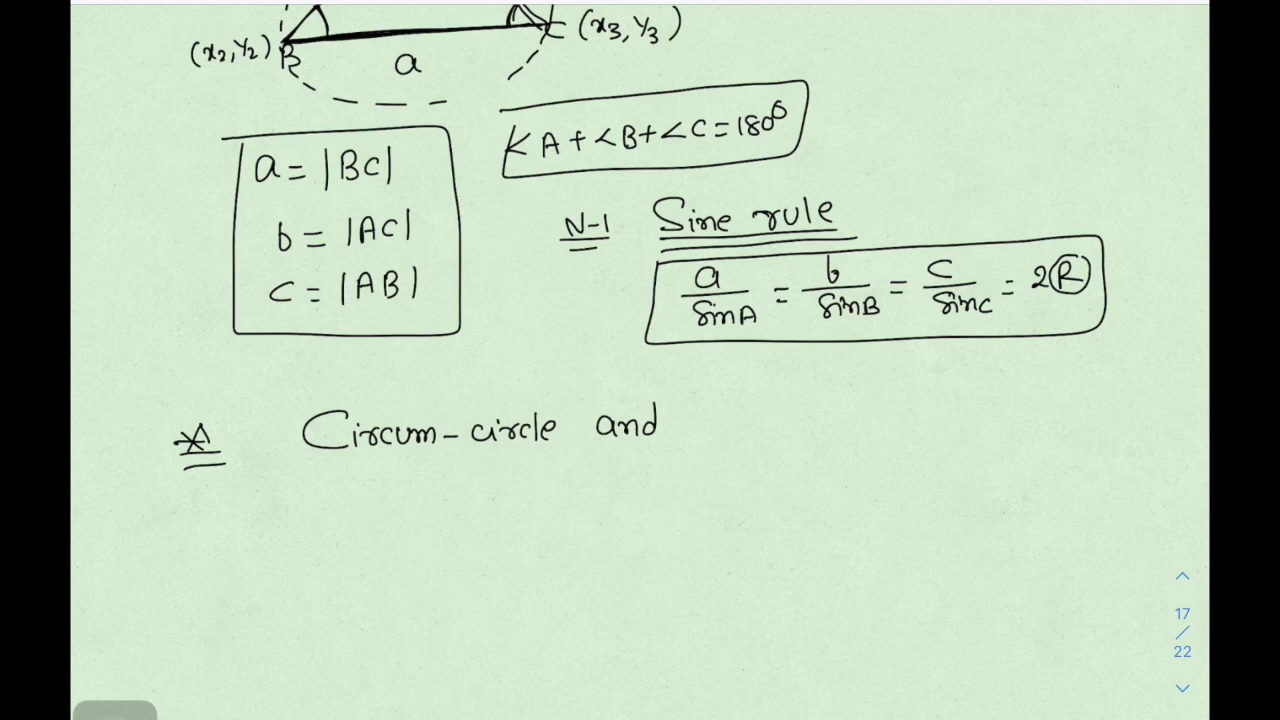 (x2, y2) B
C (x3, y3)
a
∠A + ∠B + ∠C = 180°
a = |BC|
b = |AC|
c = |AB|
N-1 Sine rule
a/sinA = b/sinB = c/sinC = 2R
Circum-circle and
17
/
22